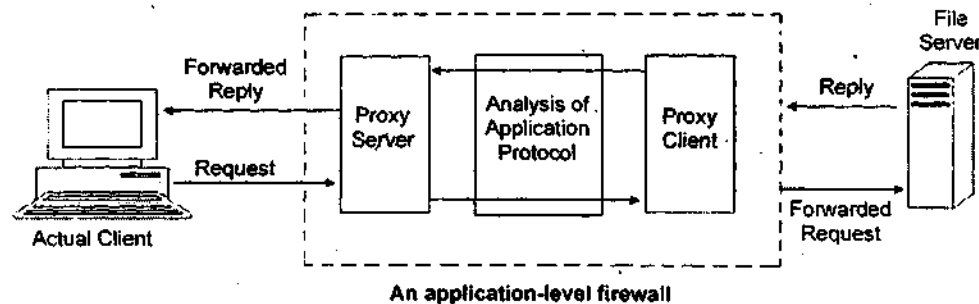 File
Server
Forwarded
Reply
Reply
Proxy
Server
Analysis of
Application
Protocol
Proxy
Client
Request
Actual Client
Forwarded
Request
An application-level firewall